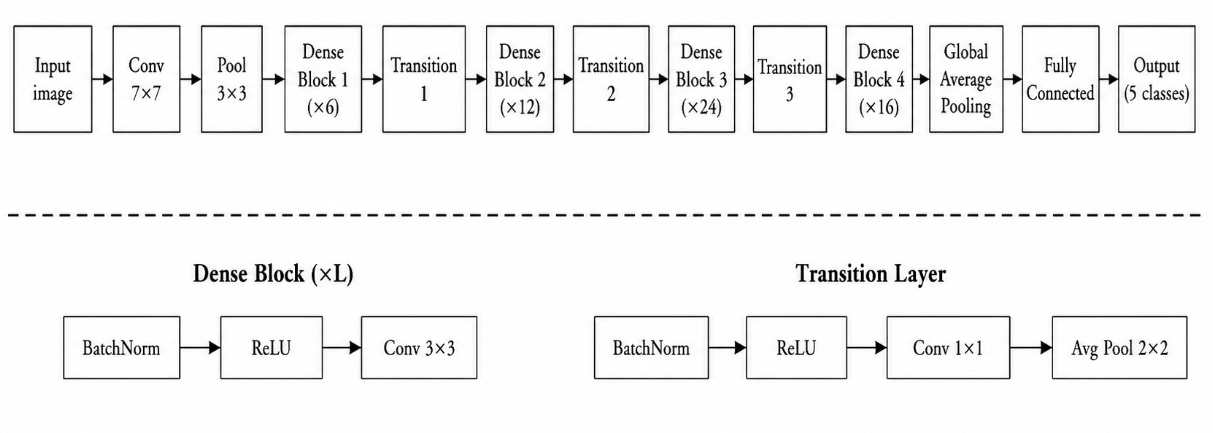 Input
image
Conv
7×7
Pool
3×3
Dense
Block 1
(×6)
Transition
1
Dense
Block 2
(×12)
Transition
2
Dense
Block 3
(×24)
Transition
3
Dense
Block 4
(×16)
Global
Average
Pooling
Fully
Connected
Output
(5 classes)
Dense Block (×L)
BatchNorm
ReLU
Conv 3×3
Transition Layer
BatchNorm
ReLU
Conv 1×1
Avg Pool 2×2